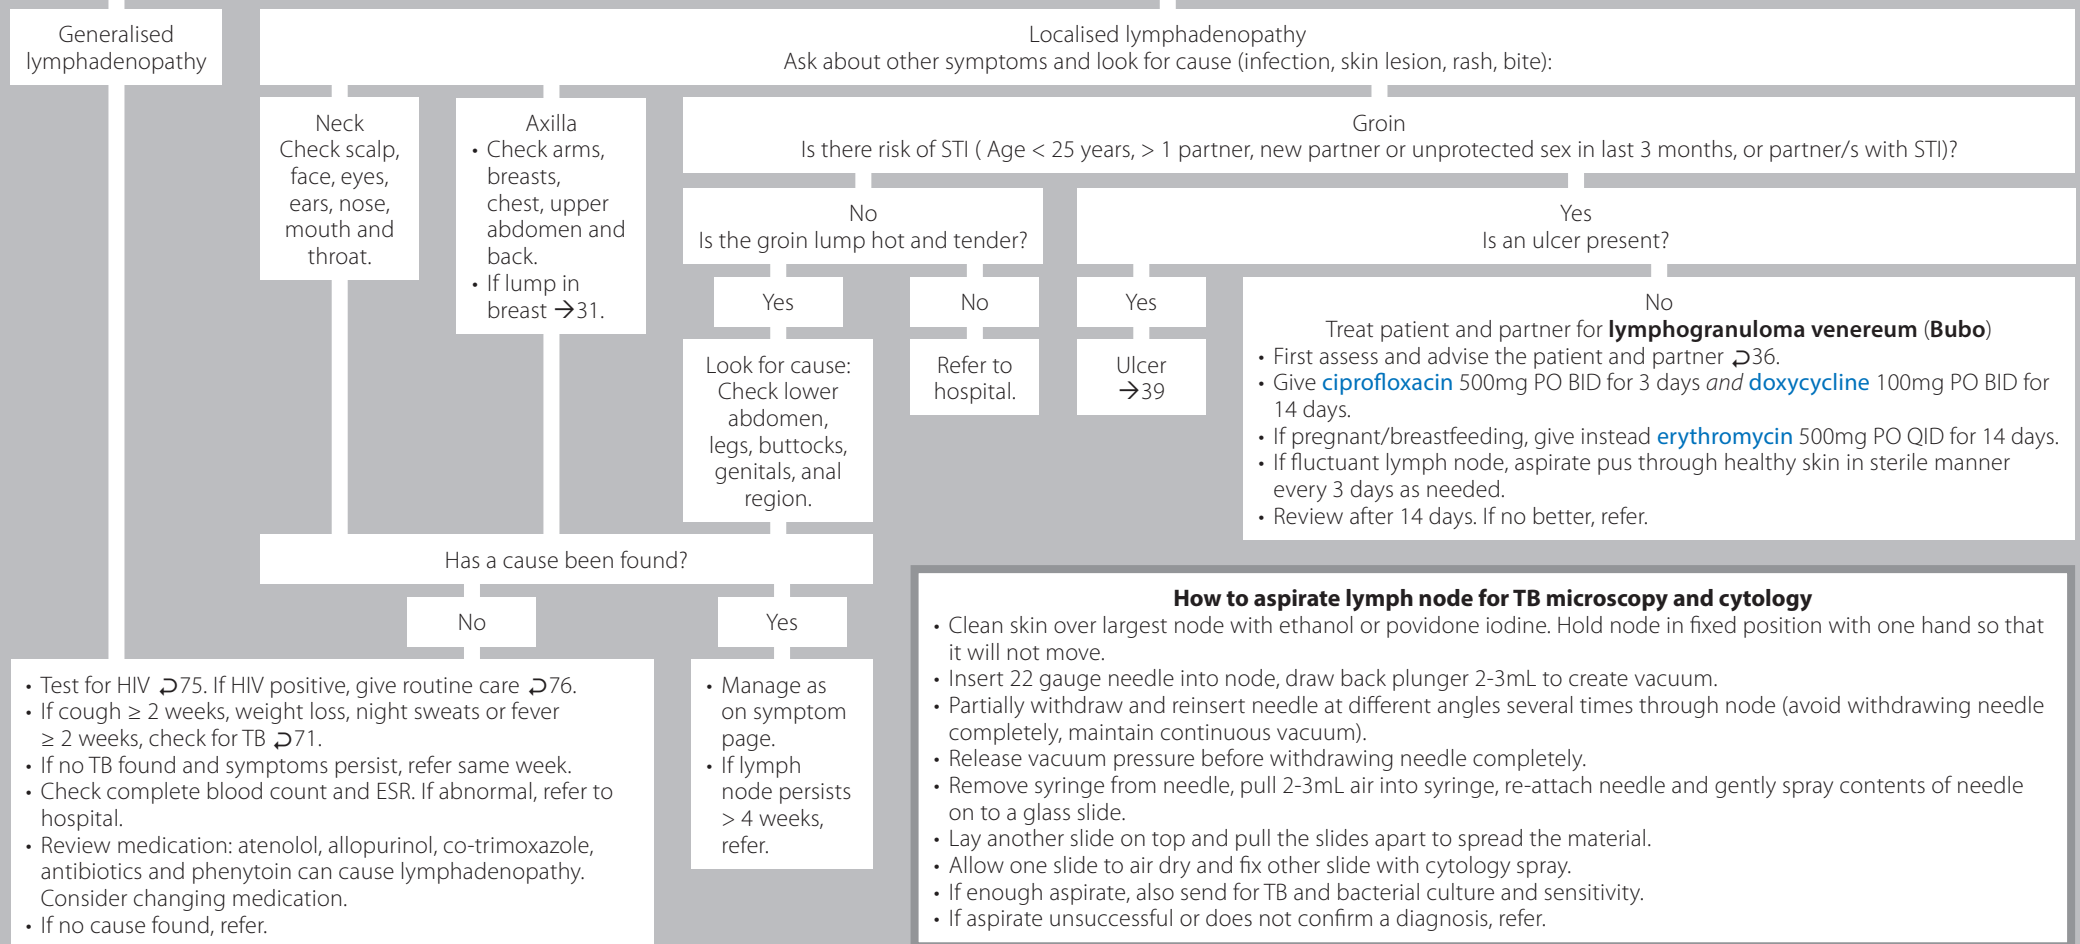 Generalised
lymphadenopathy
Localised lymphadenopathy
Ask about other symptoms and look for cause (infection, skin lesion, rash, bite):
Neck
Check scalp,
face, eyes,
ears, nose,
mouth and
throat.
Axilla
• Check arms,
breasts,
chest, upper
abdomen and
back.
• If lump in
breast →31.
Groin
Is there risk of STI ( Age < 25 years, > 1 partner, new partner or unprotected sex in last 3 months, or partner/s with STI)?
No
Is the groin lump hot and tender?
Yes
Is an ulcer present?
Yes
No
Yes
Look for cause:
Check lower
abdomen,
legs, buttocks,
genitals, anal
region.
Refer to
hospital.
Ulcer
→39
No
Treat patient and partner for lymphogranuloma venereum (Bubo)
• First assess and advise the patient and partner ⮌36.
• Give ciprofloxacin 500mg PO BID for 3 days and doxycycline 100mg PO BID for
14 days.
• If pregnant/breastfeeding, give instead erythromycin 500mg PO QID for 14 days.
• If fluctuant lymph node, aspirate pus through healthy skin in sterile manner
every 3 days as needed.
• Review after 14 days. If no better, refer.
Has a cause been found?
No
Yes
• Test for HIV ⮌75. If HIV positive, give routine care ⮌76.
• If cough ≥ 2 weeks, weight loss, night sweats or fever
≥ 2 weeks, check for TB ⮌71.
• If no TB found and symptoms persist, refer same week.
• Check complete blood count and ESR. If abnormal, refer to
hospital.
• Review medication: atenolol, allopurinol, co-trimoxazole,
antibiotics and phenytoin can cause lymphadenopathy.
Consider changing medication.
• If no cause found, refer.
• Manage as
on symptom
page.
• If lymph
node persists
> 4 weeks,
refer.
How to aspirate lymph node for TB microscopy and cytology
• Clean skin over largest node with ethanol or povidone iodine. Hold node in fixed position with one hand so that
it will not move.
• Insert 22 gauge needle into node, draw back plunger 2-3mL to create vacuum.
• Partially withdraw and reinsert needle at different angles several times through node (avoid withdrawing needle
completely, maintain continuous vacuum).
• Release vacuum pressure before withdrawing needle completely.
• Remove syringe from needle, pull 2-3mL air into syringe, re-attach needle and gently spray contents of needle
on to a glass slide.
• Lay another slide on top and pull the slides apart to spread the material.
• Allow one slide to air dry and fix other slide with cytology spray.
• If enough aspirate, also send for TB and bacterial culture and sensitivity.
• If aspirate unsuccessful or does not confirm a diagnosis, refer.